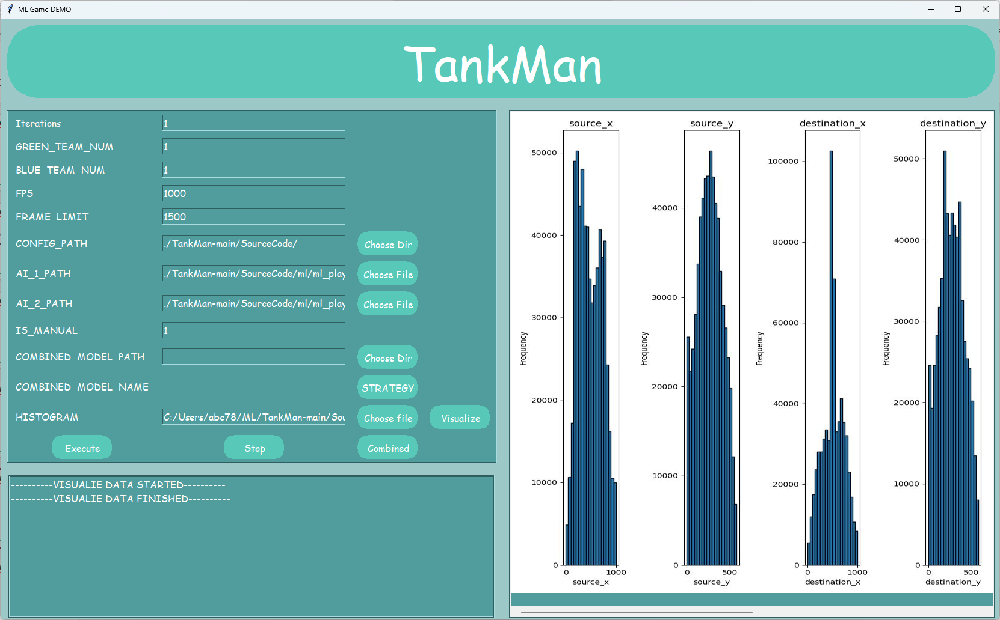 ML Game DEMO
TankMan
Iterations 1
GREEN_TEAM_NUM 1
BLUE_TEAM_NUM 1
FPS 1000
FRAME_LIMIT 1500
CONFIG_PATH ./TankMan-main/SourceCode/ Choose Dir
AI_1_PATH ./TankMan-main/SourceCode/ml/ml_play Choose File
AI_2_PATH ./TankMan-main/SourceCode/ml/ml_play Choose File
IS_MANUAL 1
COMBINED_MODEL_PATH Choose Dir
COMBINED_MODEL_NAME STRATEGY
HISTOGRAM C:/Users/abc78/ML/TankMan-main/Sou Choose file Visualize
Execute Stop Combined
----------VISUALIE DATA STARTED----------
----------VISUALIE DATA FINISHED----------
source_x
50000
40000
30000
20000
10000
0
Frequency
0 1000
source_x
source_y
40000
30000
20000
10000
0
Frequency
0 500
source_y
destination_x
100000
80000
60000
40000
20000
0
Frequency
0 1000
destination_x
destination_y
50000
40000
30000
20000
10000
0
Frequency
0 500
destination_y